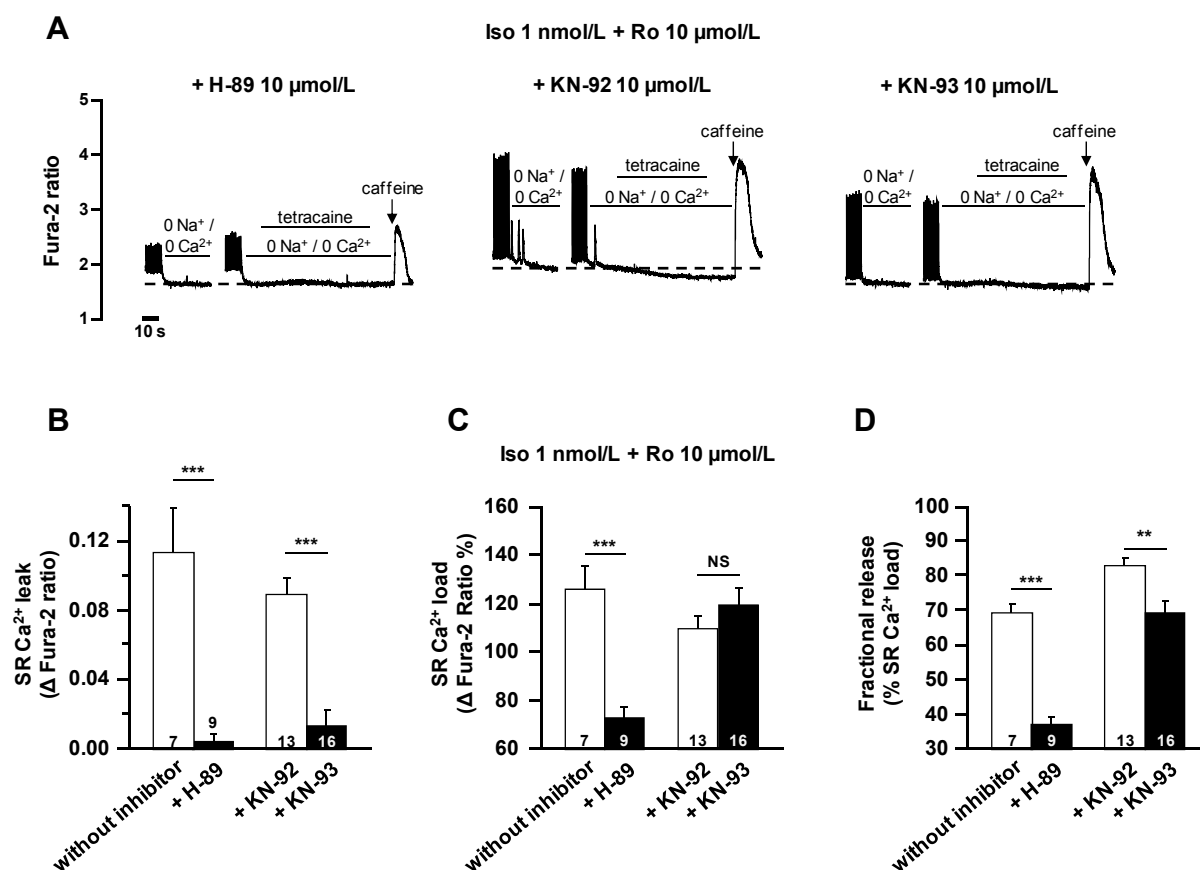 A
Iso 1 nmol/L + Ro 10 µmol/L
+ H-89 10 µmol/L
+ KN-92 10 µmol/L
+ KN-93 10 µmol/L
Fura-2 ratio
5
4
3
2
1
10 s
0 Na⁺ /
0 Ca²⁺
tetracaine
0 Na⁺ / 0 Ca²⁺
caffeine
0 Na⁺ /
0 Ca²⁺
tetracaine
0 Na⁺ / 0 Ca²⁺
caffeine
0 Na⁺ /
0 Ca²⁺
tetracaine
0 Na⁺ / 0 Ca²⁺
caffeine
B
SR Ca²⁺ leak
(Δ Fura-2 ratio)
0.12
0.08
0.04
0.00
***
***
7
9
13
16
without inhibitor
+ H-89
+ KN-92
+ KN-93
C
Iso 1 nmol/L + Ro 10 µmol/L
SR Ca²⁺ load
(Δ Fura-2 Ratio %)
160
140
120
100
80
60
***
NS
7
9
13
16
without inhibitor
+ H-89
+ KN-92
+ KN-93
D
Fractional release
(% SR Ca²⁺ load)
100
90
80
70
60
50
40
30
***
**
7
9
13
16
without inhibitor
+ H-89
+ KN-92
+ KN-93